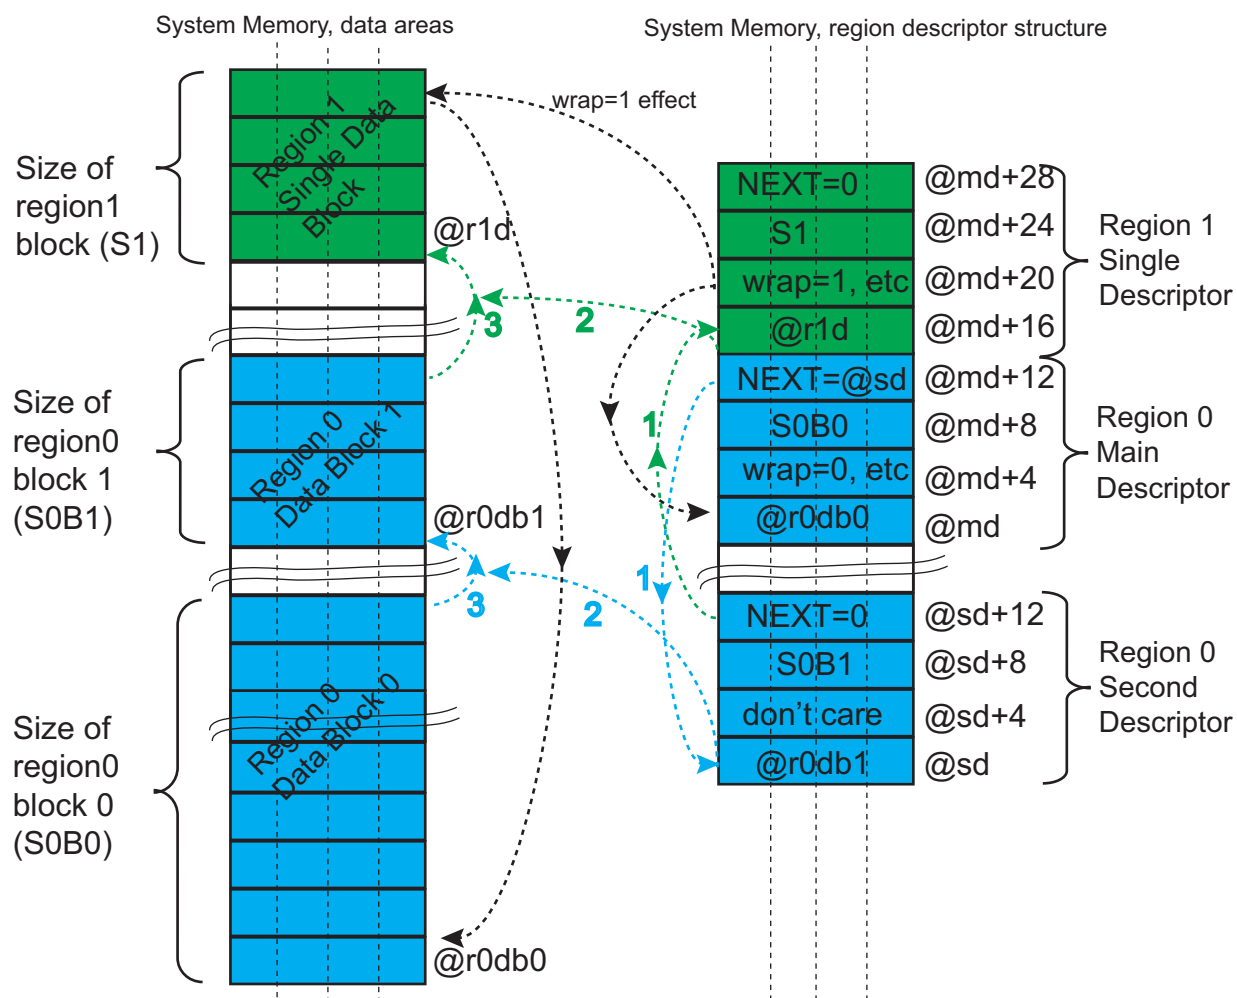 System Memory, data areas
System Memory, region descriptor structure
wrap=1 effect
Size of
region1
block (S1)
Region 1
Single Data
Block
@r1d
3
2
1
Size of
region0
block 1
(S0B1)
Region 0
Data Block 1
@r0db1
3
2
1
Size of
region0
block 0
(S0B0)
Region 0
Data Block 0
@r0db0
NEXT=0
@md+28
S1
@md+24
wrap=1, etc
@md+20
@r1d
@md+16
Region 1
Single
Descriptor
NEXT=@sd
@md+12
S0B0
@md+8
wrap=0, etc
@md+4
@r0db0
@md
Region 0
Main
Descriptor
NEXT=0
@sd+12
S0B1
@sd+8
don't care
@sd+4
@r0db1
@sd
Region 0
Second
Descriptor